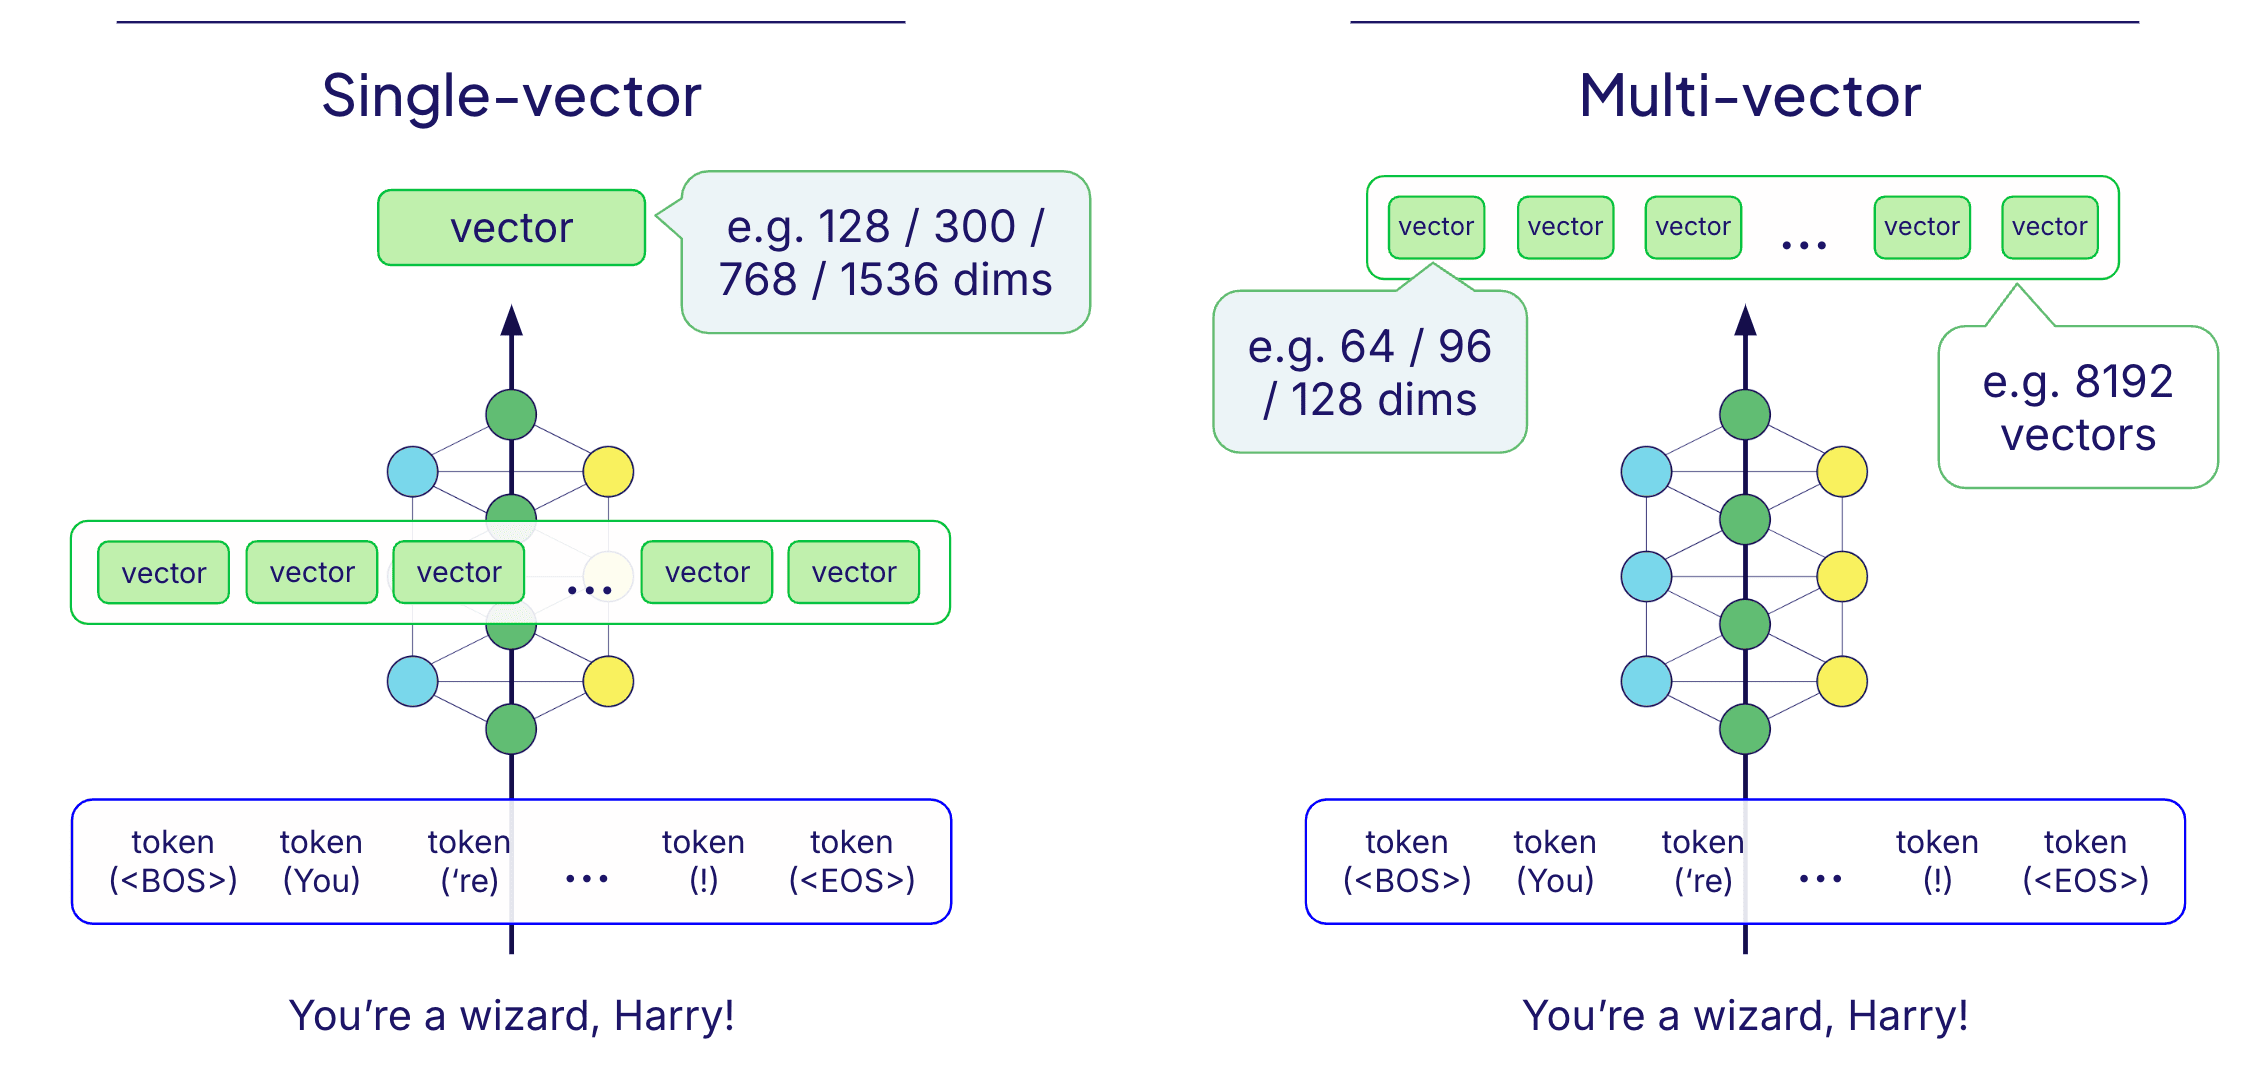 Single-vector
vector
e.g. 128 / 300 /
768 / 1536 dims
vector vector vector ... vector vector
token token token ... token token
(<BOS>) (You) (‘re) (!) (<EOS>)
You’re a wizard, Harry!
Multi-vector
vector vector vector ... vector vector
e.g. 64 / 96
/ 128 dims
e.g. 8192
vectors
token token token ... token token
(<BOS>) (You) (‘re) (!) (<EOS>)
You’re a wizard, Harry!